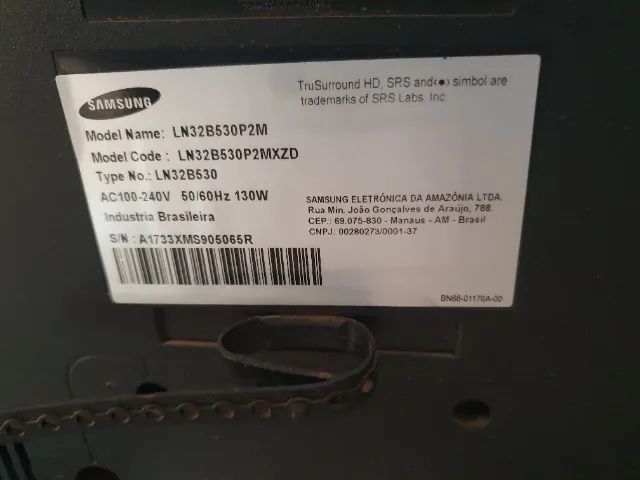 SAMSUNG
TruSurround HD, SRS and(●) simbol are
trademarks of SRS Labs, Inc
Model Name: LN32B530P2M
Model Code : LN32B530P2MXZD
Type No.: LN32B530
AC100-240V 50/60Hz 130W
Industria Brasileira
S/N : A1733XMS905065R
SAMSUNG ELETRÔNICA DA AMAZÔNIA LTDA.
Rua Min. João Gonçalves de Araújo, 788.
CEP.: 69.075-830 - Manaus - AM - Brasil
CNPJ: 00280273/0001-37
BN68-01176A-00